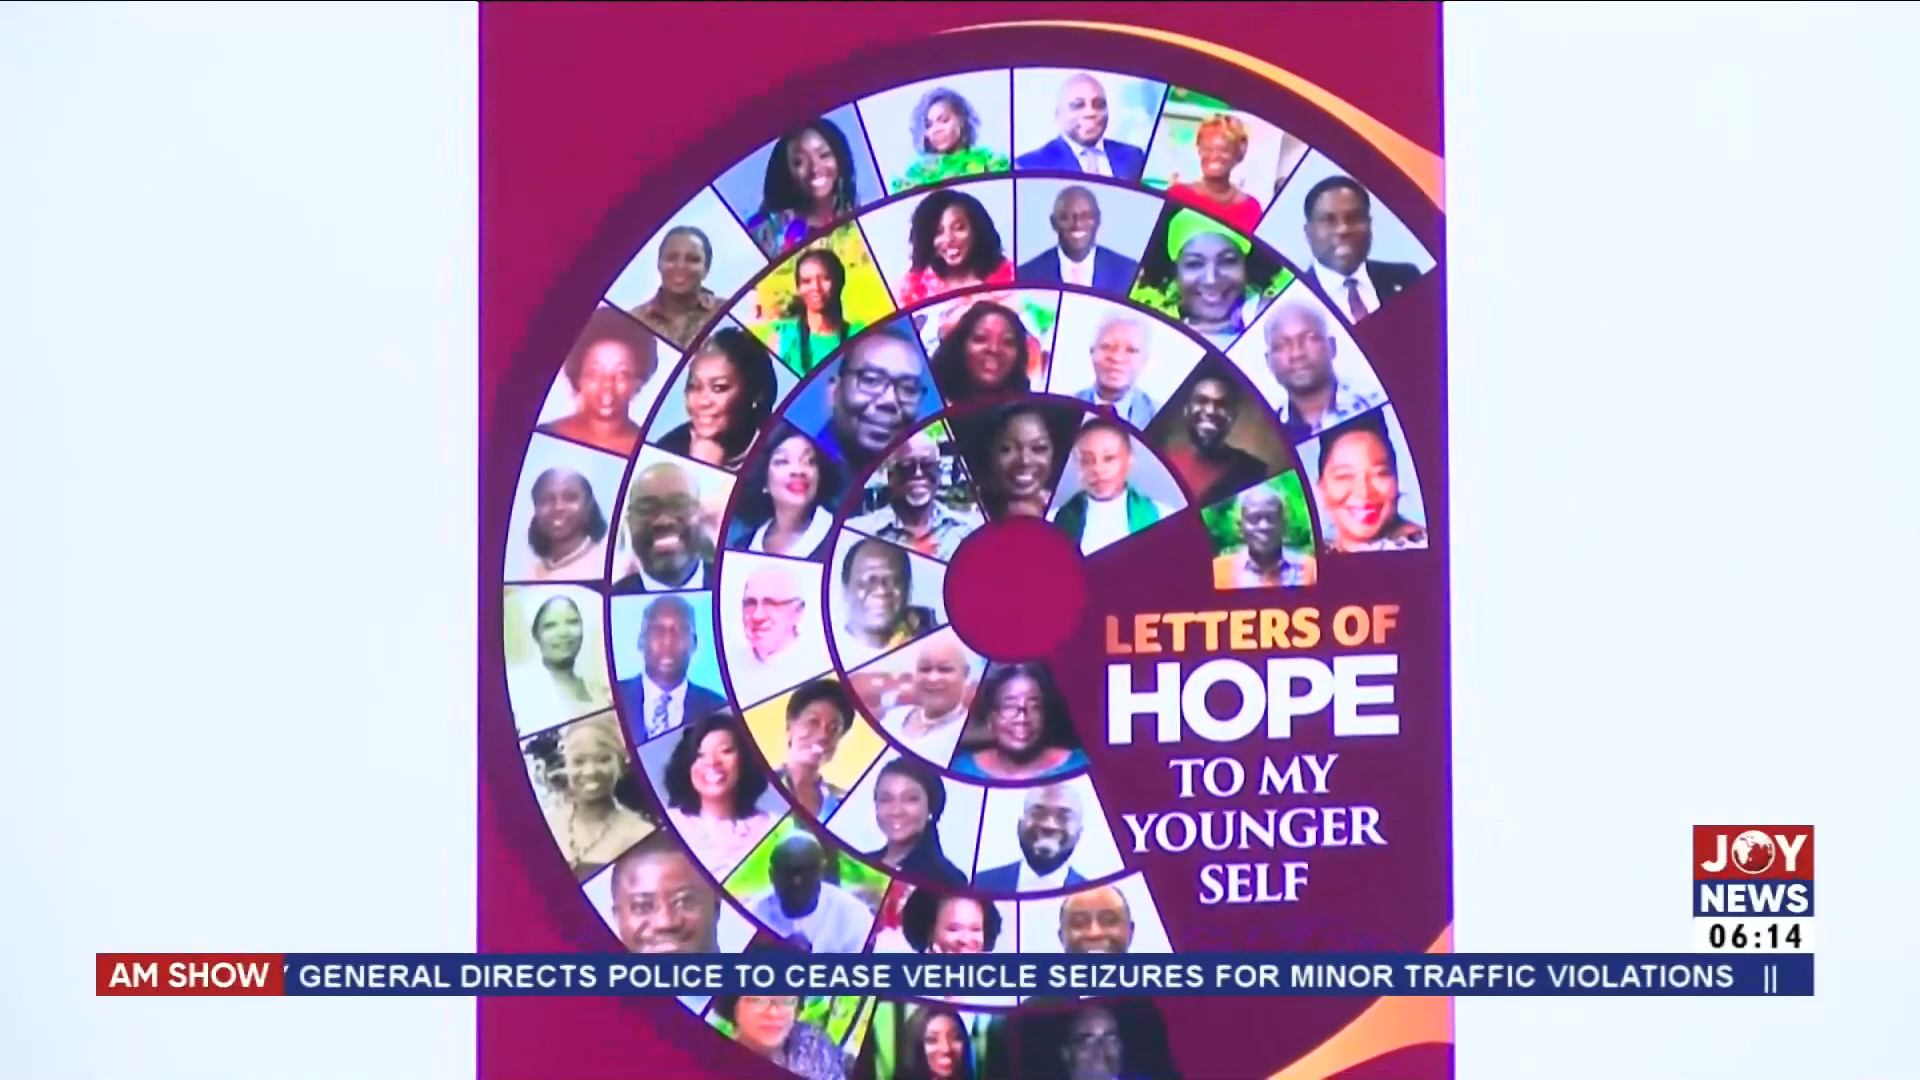 LETTERS OF
HOPE
TO MY
YOUNGER
SELF
JOY
NEWS
06:14
AM SHOW
GENERAL DIRECTS POLICE TO CEASE VEHICLE SEIZURES FOR MINOR TRAFFIC VIOLATIONS ||